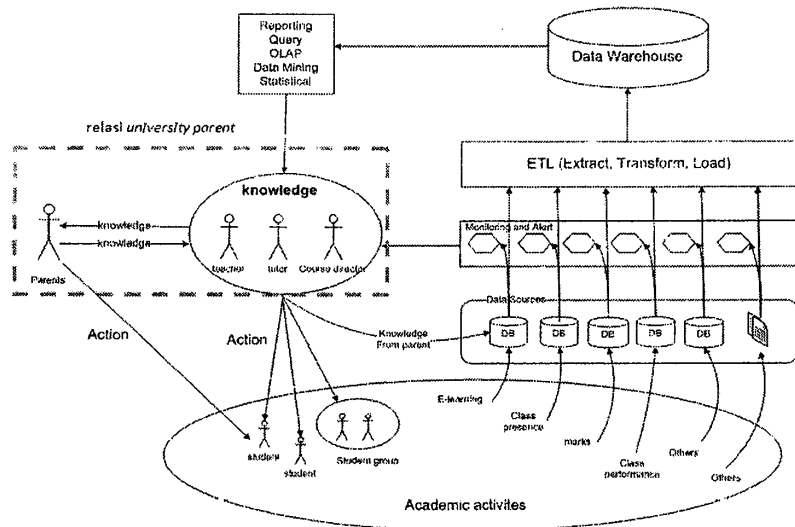 Reporting
Query
OLAP
Data Mining
Statistical
Data Warehouse
relasi university parent
ETL (Extract, Transform, Load)
knowledge
knowledge
knowledge
Parents
teacher
tutor
Course director
Monitoring and Alert
Data Sources
DB
DB
DB
DB
DB
Action
Action
Knowledge
From parent
E-learning
Class
presence
marks
Class
performance
Others
Others
student
student
Student group
Academic activites